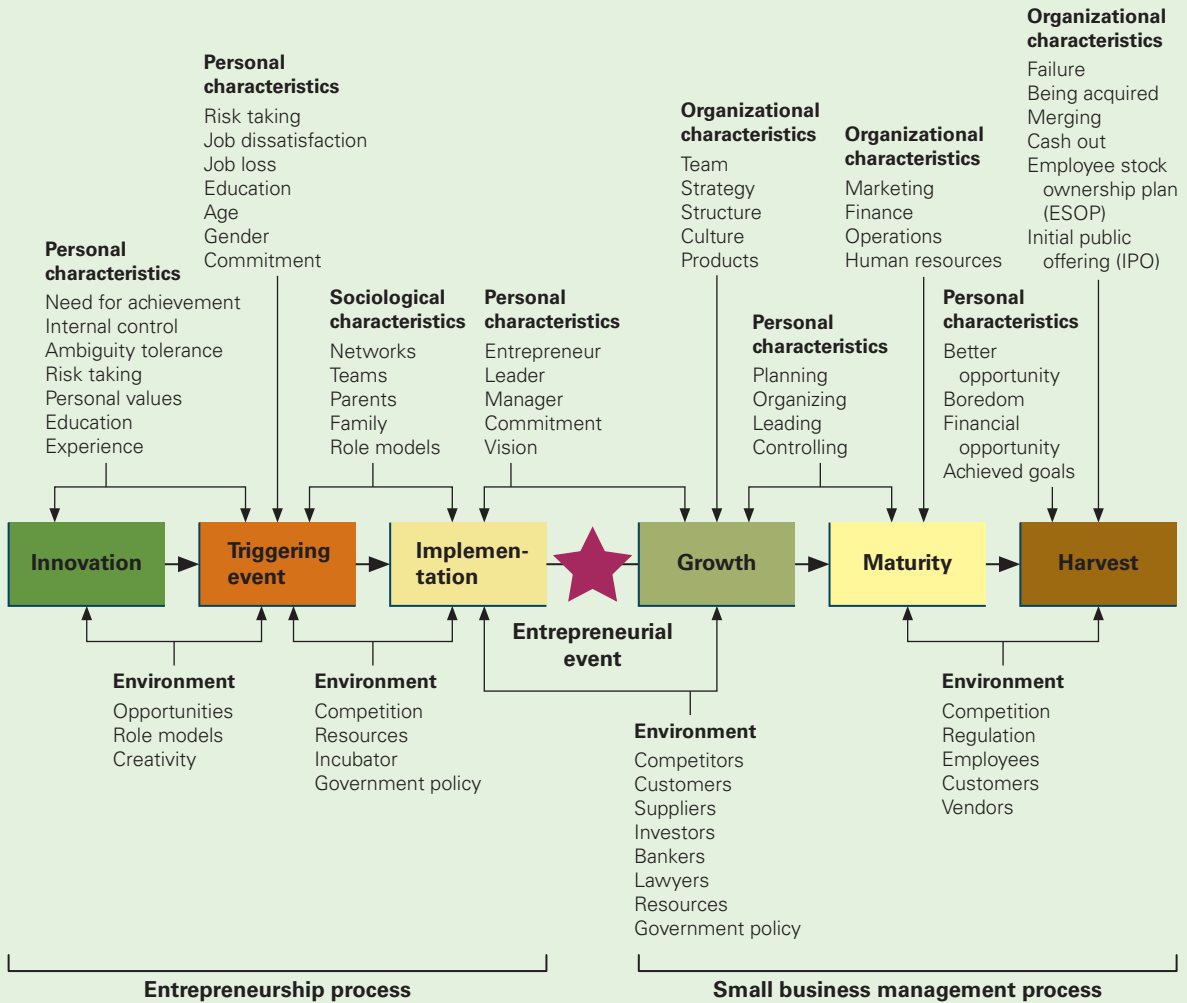 Personal
characteristics
Need for achievement
Internal control
Ambiguity tolerance
Risk taking
Personal values
Education
Experience
Personal
characteristics
Risk taking
Job dissatisfaction
Job loss
Education
Age
Gender
Commitment
Sociological
characteristics
Networks
Teams
Parents
Family
Role models
Personal
characteristics
Entrepreneur
Leader
Manager
Commitment
Vision
Organizational
characteristics
Team
Strategy
Structure
Culture
Products
Personal
characteristics
Planning
Organizing
Leading
Controlling
Organizational
characteristics
Marketing
Finance
Operations
Human resources
Personal
characteristics
Better
opportunity
Boredom
Financial
opportunity
Achieved goals
Organizational
characteristics
Failure
Being acquired
Merging
Cash out
Employee stock
ownership plan
(ESOP)
Initial public
offering (IPO)
Innovation
Triggering
event
Implemen-
tation
Growth
Maturity
Harvest
Entrepreneurial
event
Environment
Opportunities
Role models
Creativity
Environment
Competition
Resources
Incubator
Government policy
Environment
Competitors
Customers
Suppliers
Investors
Bankers
Lawyers
Resources
Government policy
Environment
Competition
Regulation
Employees
Customers
Vendors
Entrepreneurship process
Small business management process